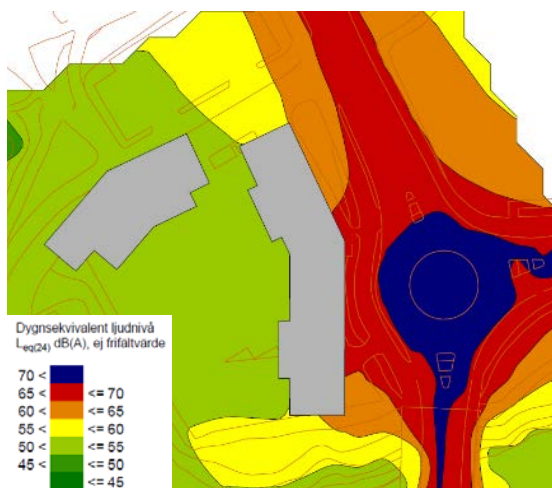 Dygnsekvivalent ljudnivå
Leq(24) dB(A), ej frifältvärde
70 <
65 < <= 70
60 < <= 65
55 < <= 60
50 < <= 55
45 < <= 50
<= 45